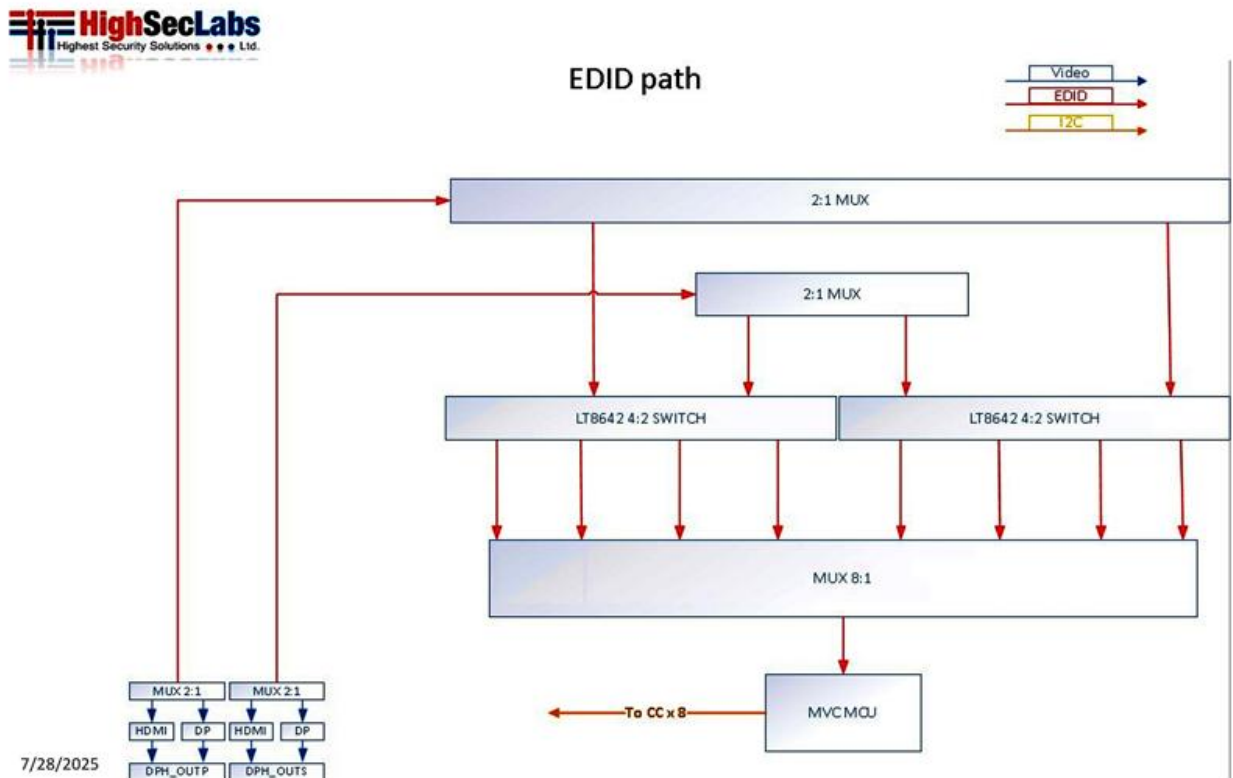 HighSecLabs
Highest Security Solutions ● ● ● Ltd.
EDID path
Video
EDID
I2C
2:1 MUX
2:1 MUX
LT8642 4:2 SWITCH
LT8642 4:2 SWITCH
MUX 8:1
MUX 2:1
MUX 2:1
HDMI
DP
HDMI
DP
To CC x 8
MVC MCU
DPH_OUTP
DPH_OUTS
7/28/2025